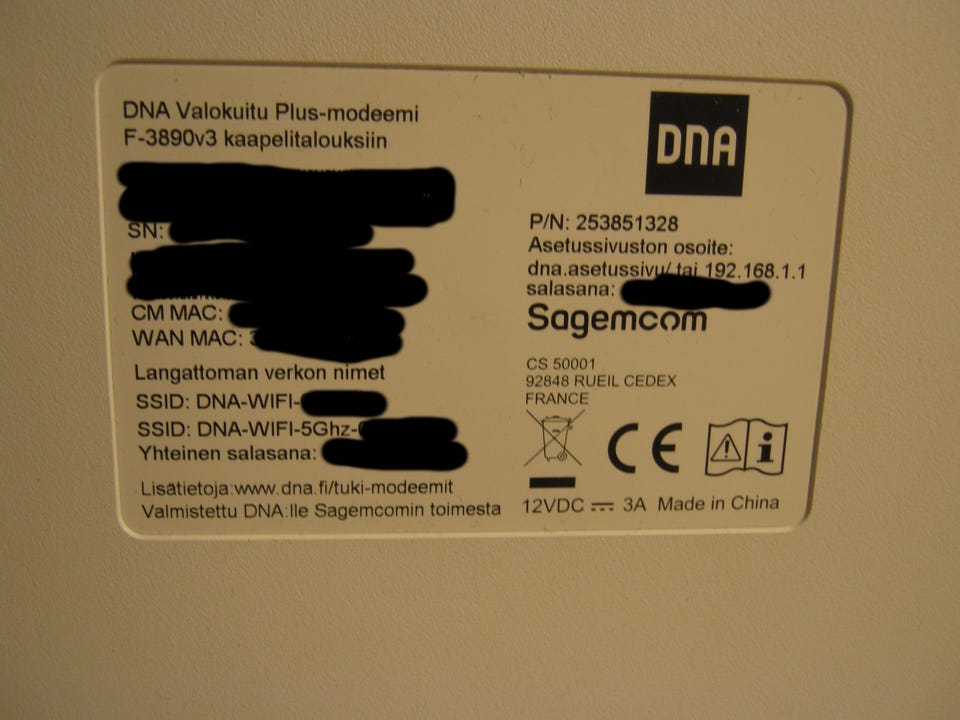 DNA Valokuitu Plus-modeemi
F-3890v3 kaapelitalouksiin
SN:
CM MAC:
WAN MAC:
Langattoman verkon nimet
SSID: DNA-WIFI-
SSID: DNA-WIFI-5Ghz-
Yhteinen salasana:
Lisätietoja:www.dna.fi/tuki-modeemit
Valmistettu DNA:lle Sagemcomin toimesta
DNA
P/N: 253851328
Asetussivuston osoite:
dna.asetussivu/ tai 192.168.1.1
salasana:
Sagemcom
CS 50001
92848 RUEIL CEDEX
FRANCE
CE
12VDC ⎓ 3A Made in China